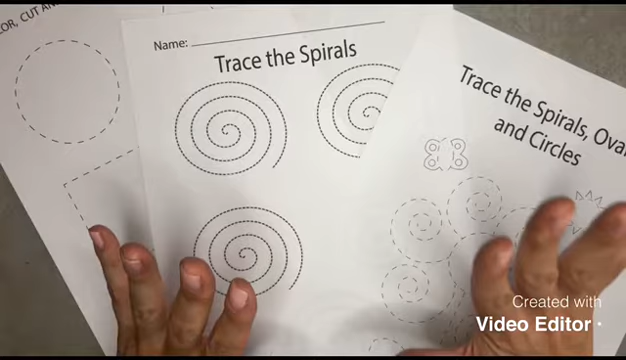 OR, CUT AN
Name:
Trace the Spirals
Trace the Spirals, Ova
and Circles
Created with
Video Editor